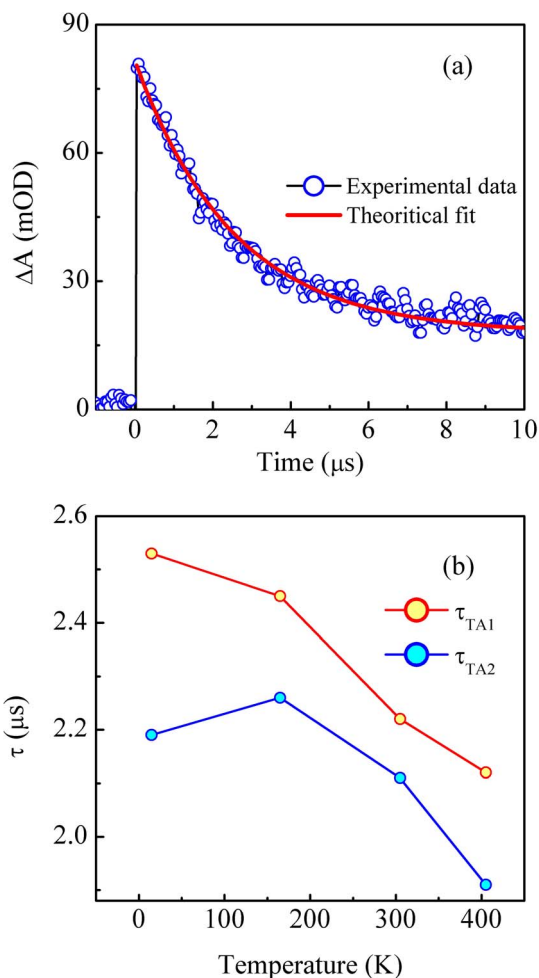 90
(a)
60
ΔA (mOD)
Experimental data
Theoritical fit
30
0
0 2 4 6 8 10
Time (μs)
2.6
(b)
τTA1
2.4
τTA2
τ (μs)
2.2
2.0
0 100 200 300 400
Temperature (K)